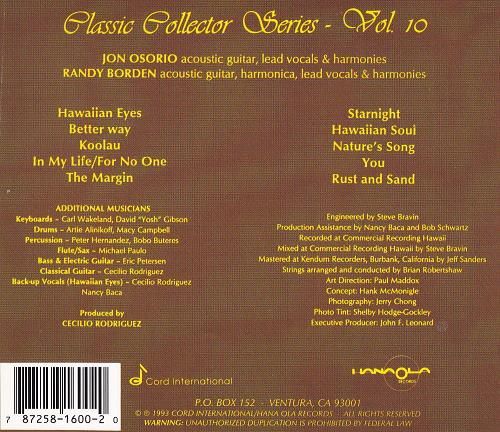 Classic Collector Series - Vol. 10
JON OSORIO acoustic guitar, lead vocals & harmonies
RANDY BORDEN acoustic guitar, harmonica, lead vocals & harmonies
Hawaiian Eyes
Better way
Koolau
In My Life/For No One
The Margin
Starnight
Hawaiian Soul
Nature's Song
You
Rust and Sand
ADDITIONAL MUSICIANS
Keyboards – Carl Wakeland, David "Yosh" Gibson
Drums – Artie Alinikoff, Macy Campbell
Percussion – Peter Hernandez, Bobo Buteres
Flute/Sax – Michael Paulo
Bass & Electric Guitar – Eric Petersen
Classical Guitar – Cecilio Rodriguez
Back-up Vocals (Hawaiian Eyes) – Cecilio Rodriguez
Nancy Baca
Produced by
CECILIO RODRIGUEZ
Engineered by Steve Bravin
Production Assistance by Nancy Baca and Bob Schwartz
Recorded at Commercial Recording Hawaii
Mixed at Commercial Recording Hawaii by Steve Bravin
Mastered at Kendum Recorders, Burbank, California by Jeff Sanders
Strings arranged and conducted by Brian Robertshaw
Art Direction: Paul Maddox
Concept: Hank McMonigle
Photography: Jerry Chong
Photo Tint: Shelby Hodge-Gockley
Executive Producer: John F. Leonard
Cord International
HANA OLA
RECORDS
P.O. BOX 152 - VENTURA, CA 93001
℗ © 1993 CORD INTERNATIONAL/HANA OLA RECORDS - ALL RIGHTS RESERVED
WARNING: UNAUTHORIZED DUPLICATION IS PROHIBITED BY FEDERAL LAW
7 87258-1600-2 0